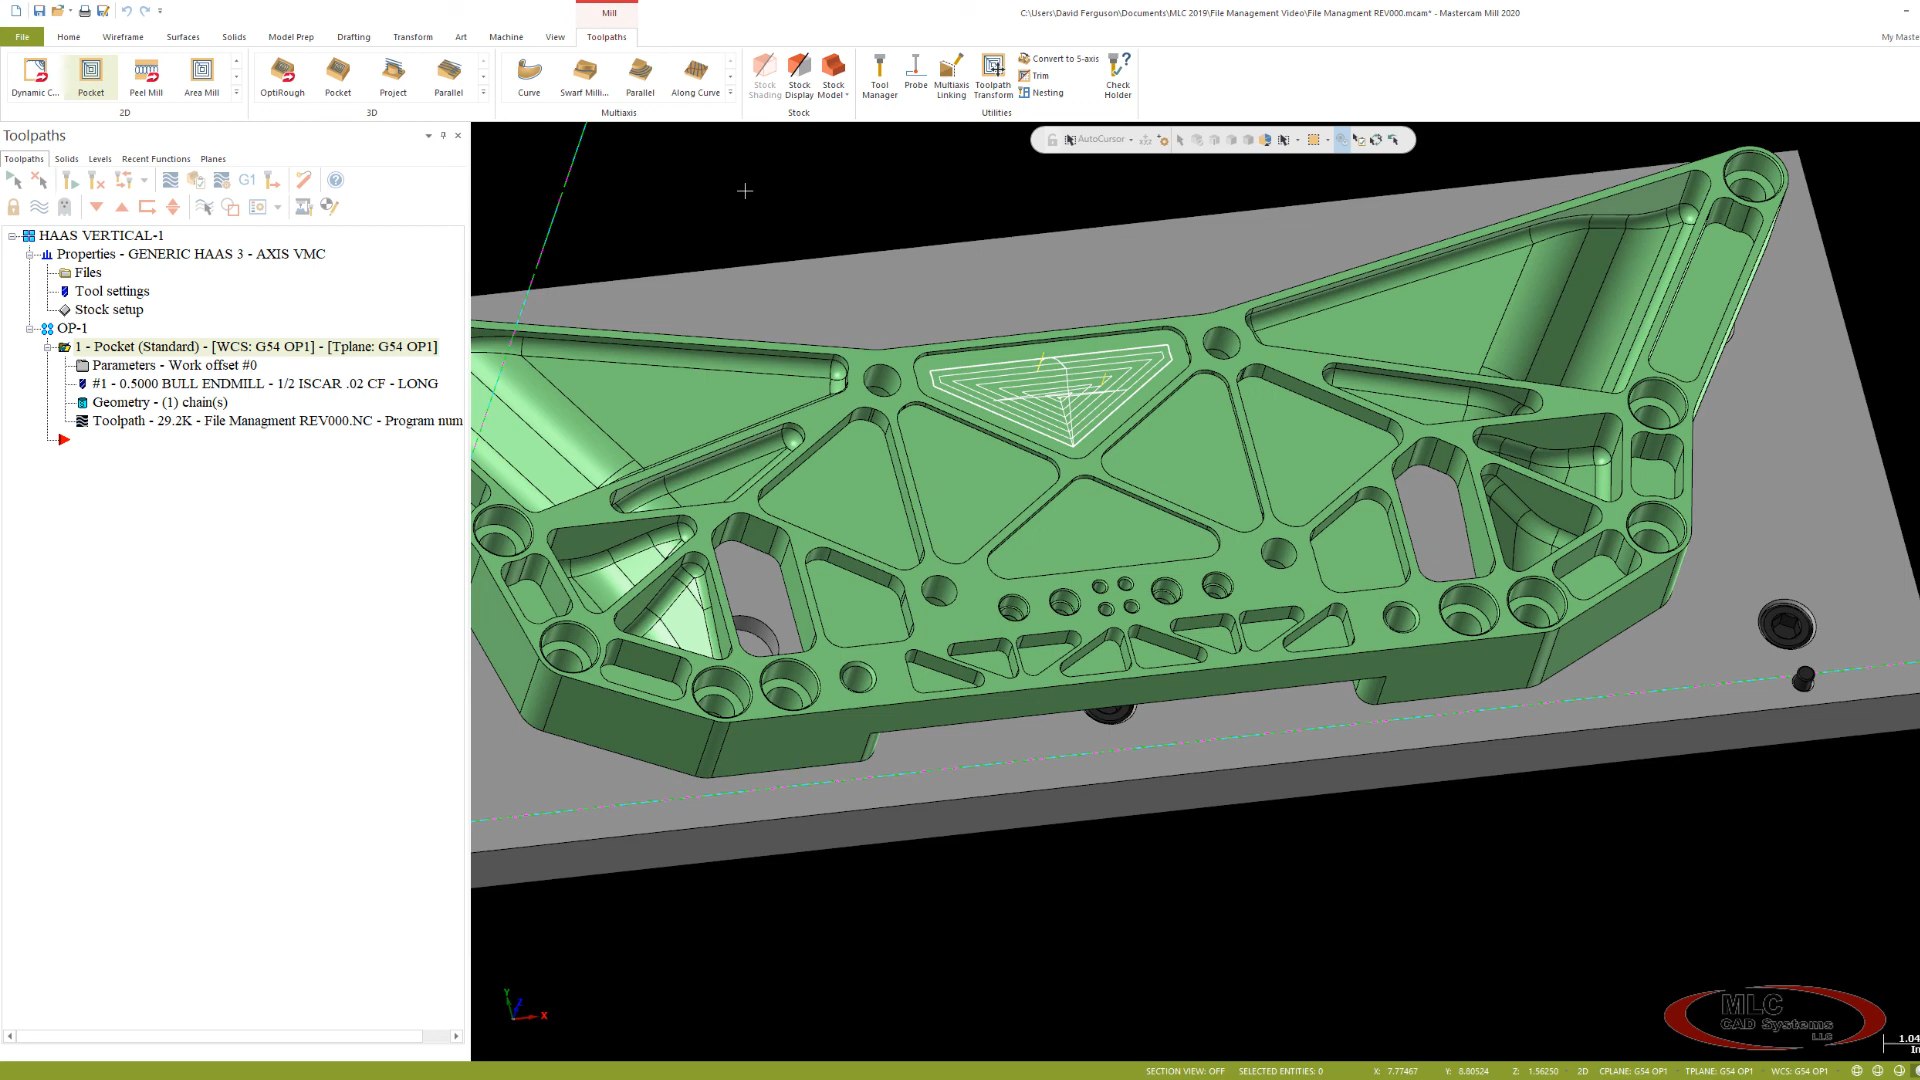 Mill
C:\Users\David Ferguson\Documents\MLC 2019\File Management Video\File Managment REV000.mcam* - Mastercam Mill 2020
File Home Wireframe Surfaces Solids Model Prep Drafting Transform Art Machine View Toolpaths My Maste
Dynamic C... Pocket Peel Mill Area Mill OptiRough Pocket Project Parallel Curve Swarf Milli... Parallel Along Curve Stock Shading Stock Display Stock Model Tool Manager Probe Multiaxis Linking Toolpath Transform Convert to 5-axis Trim Nesting Check Holder
2D 3D Multiaxis Stock Utilities
Toolpaths
AutoCursor
Toolpaths Solids Levels Recent Functions Planes
G1
HAAS VERTICAL-1
Properties - GENERIC HAAS 3 - AXIS VMC
Files
Tool settings
Stock setup
OP-1
1 - Pocket (Standard) - [WCS: G54 OP1] - [Tplane: G54 OP1]
Parameters - Work offset #0
#1 - 0.5000 BULL ENDMILL - 1/2 ISCAR .02 CF - LONG
Geometry - (1) chain(s)
Toolpath - 29.2K - File Managment REV000.NC - Program num
Y
X
MLC
CAD Systems
LLC
1.04
In
SECTION VIEW: OFF SELECTED ENTITIES: 0 X: 7.77467 Y: 8.80524 Z: 1.56250 2D CPLANE: G54 OP1 TPLANE: G54 OP1 WCS: G54 OP1